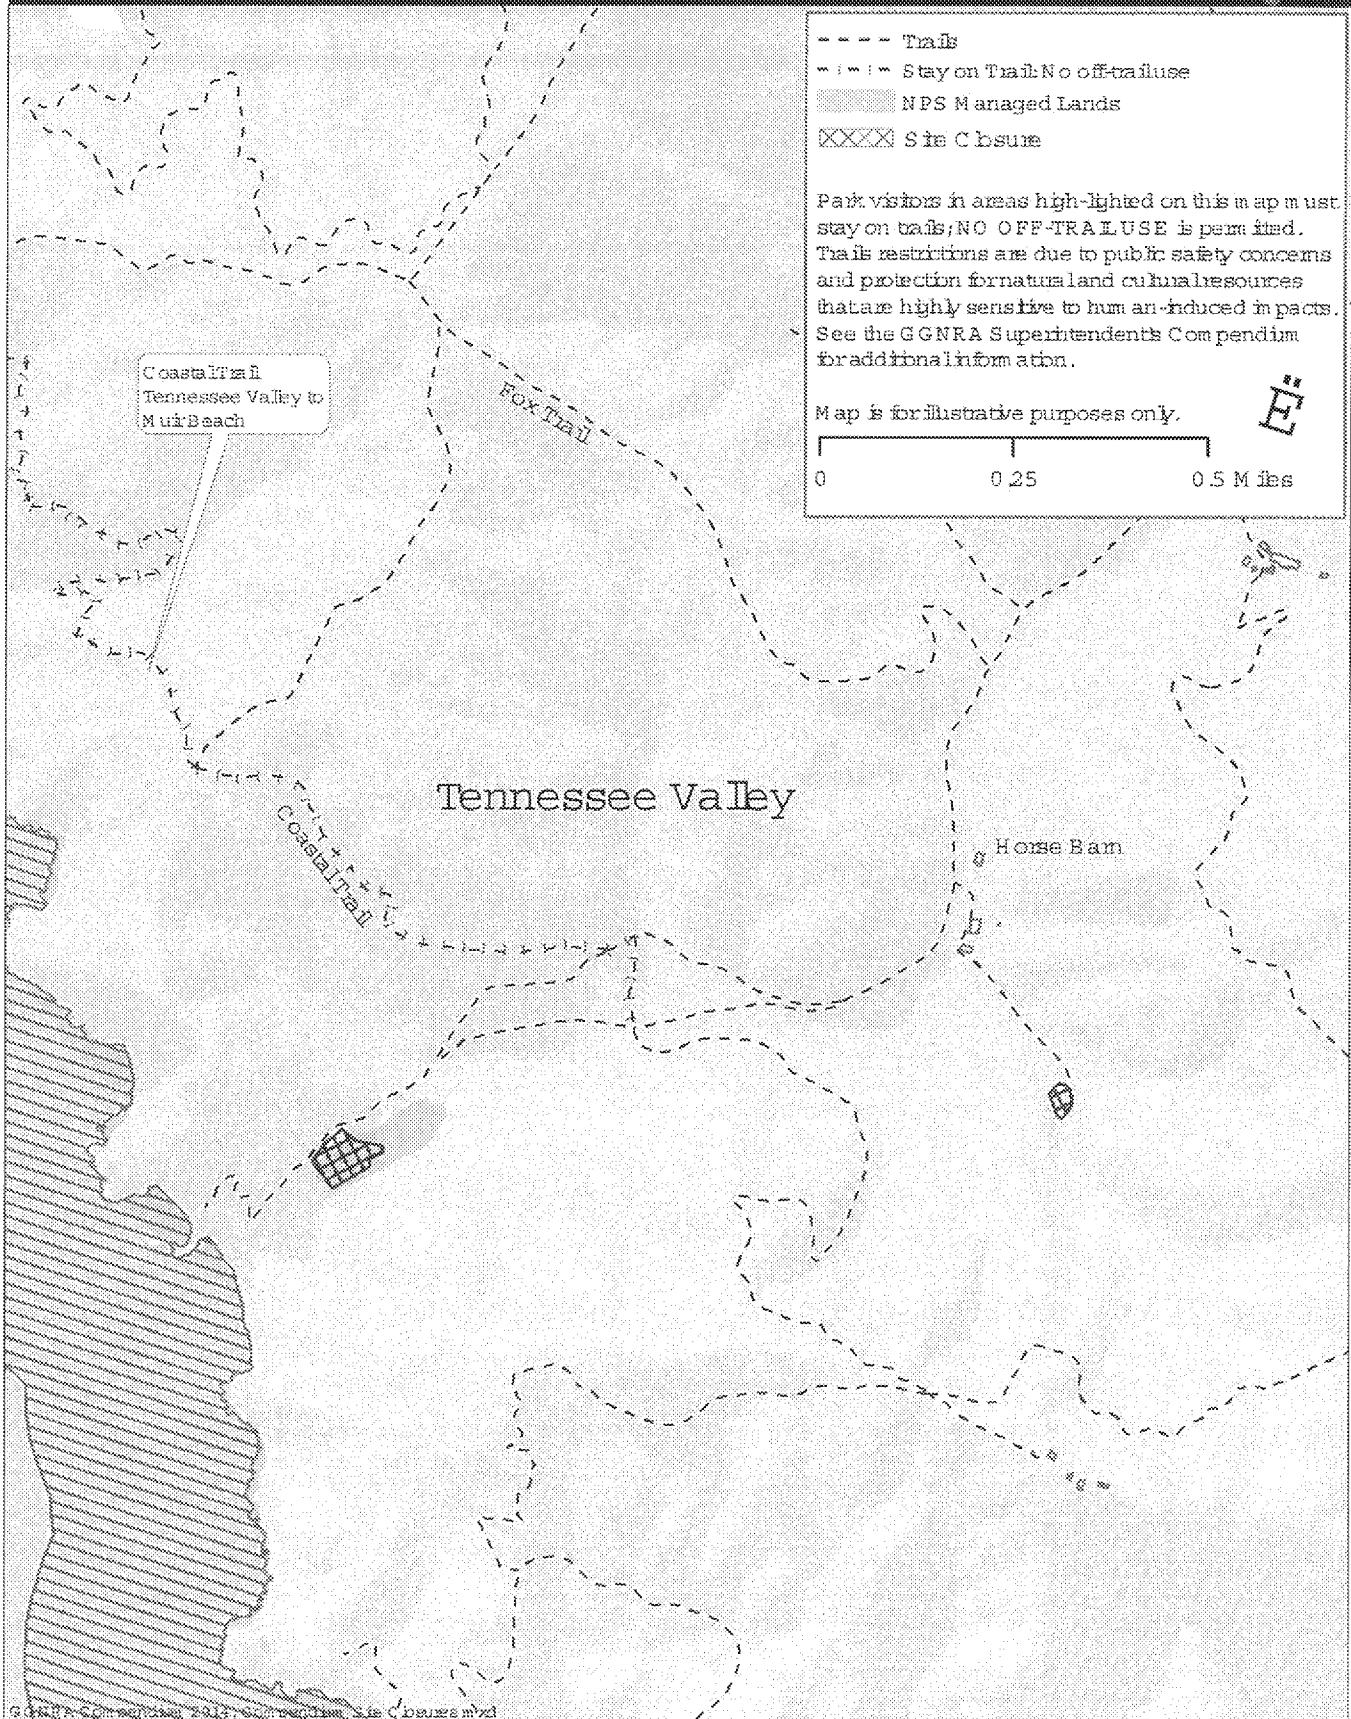 Trails
Stay on Trail: No off-trail use
NPS Managed Lands
Site Closure
Park visitors in areas high-lighted on this map must
stay on trails; NO OFF-TRAIL USE is permitted.
Trails restrictions are due to public safety concerns
and protection for natural and cultural resources
that are highly sensitive to human-induced impacts.
See the GGNRA Superintendent's Compendium
for additional information.
Map is for illustrative purposes only.
Ë
0 0.25 0.5 Miles
Coastal Trail
Tennessee Valley to
Muir Beach
Fox Trail
Tennessee Valley
Coastal Trail
Horse Barn